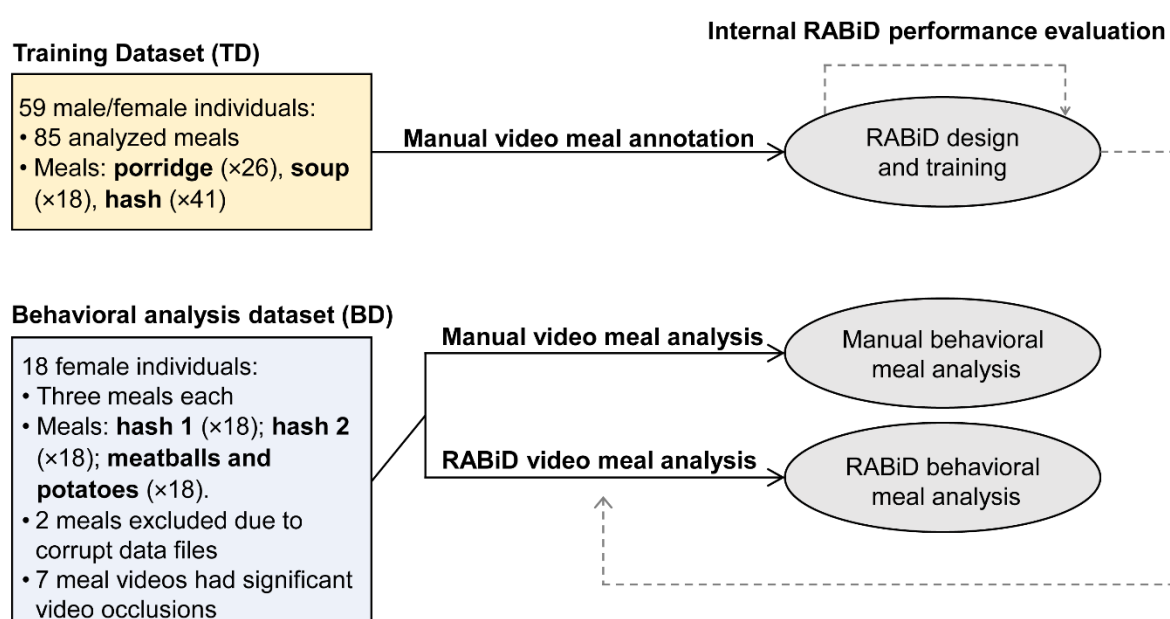 Internal RABiD performance evaluation
Training Dataset (TD)
59 male/female individuals:
• 85 analyzed meals
• Meals: porridge (×26), soup
(×18), hash (×41)
Manual video meal annotation
RABiD design
and training
Behavioral analysis dataset (BD)
18 female individuals:
• Three meals each
• Meals: hash 1 (×18); hash 2
(×18); meatballs and
potatoes (×18).
• 2 meals excluded due to
corrupt data files
• 7 meal videos had significant
video occlusions
Manual video meal analysis
Manual behavioral
meal analysis
RABiD video meal analysis
RABiD behavioral
meal analysis